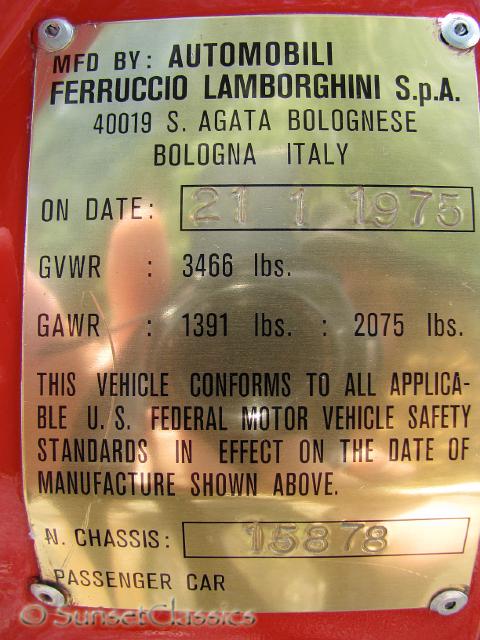 MFD BY: AUTOMOBILI
FERRUCCIO LAMBORGHINI S.p.A.
40019 S. AGATA BOLOGNESE
BOLOGNA ITALY
ON DATE: 21 1 1975
GVWR : 3466 lbs.
GAWR : 1391 lbs. : 2075 lbs.
THIS VEHICLE CONFORMS TO ALL APPLICA-
BLE U.S. FEDERAL MOTOR VEHICLE SAFETY
STANDARDS IN EFFECT ON THE DATE OF
MANUFACTURE SHOWN ABOVE.
N. CHASSIS: 15878
PASSENGER CAR
© SunsetClassics